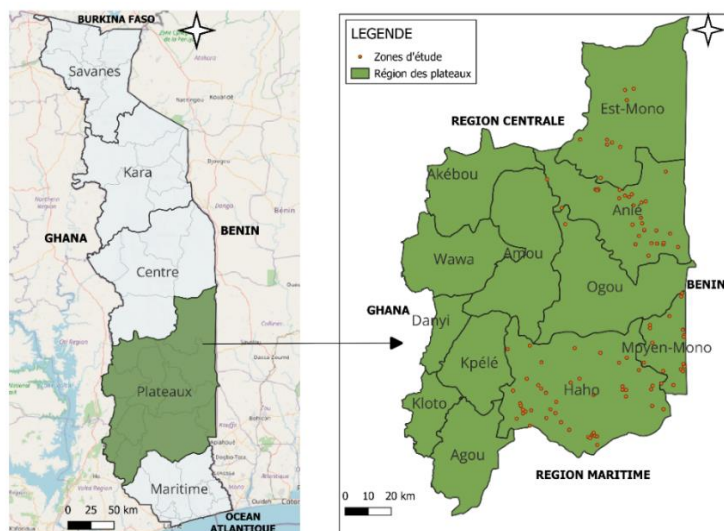 BURKINA FASO
Savanes
Kara
GHANA
BENIN
Centre
Plateaux
Maritime
0 25 50 km
OCEAN
ATLANTIQUE
LEGENDE
Zones d'étude
Région des plateaux
Est-Mono
REGION CENTRALE
Akébou
Anié
Amou
Wawa
Ogou
BENIN
GHANA
Danyi
Moyen-Mono
Kpélé
Haho
Kloto
Agou
REGION MARITIME
0 10 20 km